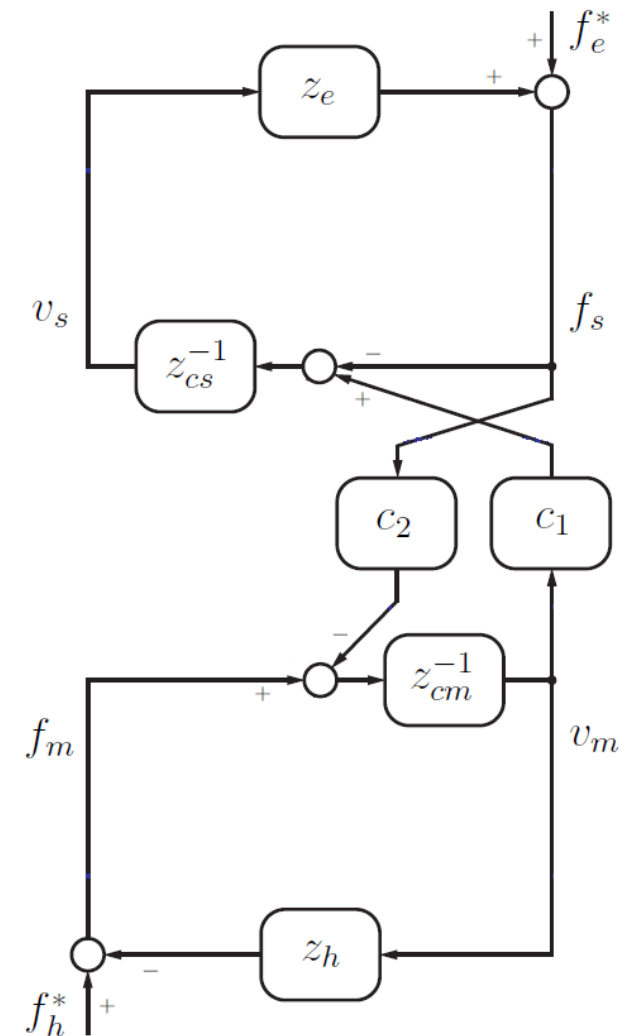 + f_e^*
z_e +
v_s f_s
z_{cs}^{-1} −
+
c_2 c_1
−
z_{cm}^{-1}
+
f_m v_m
z_h
−
f_h^* +